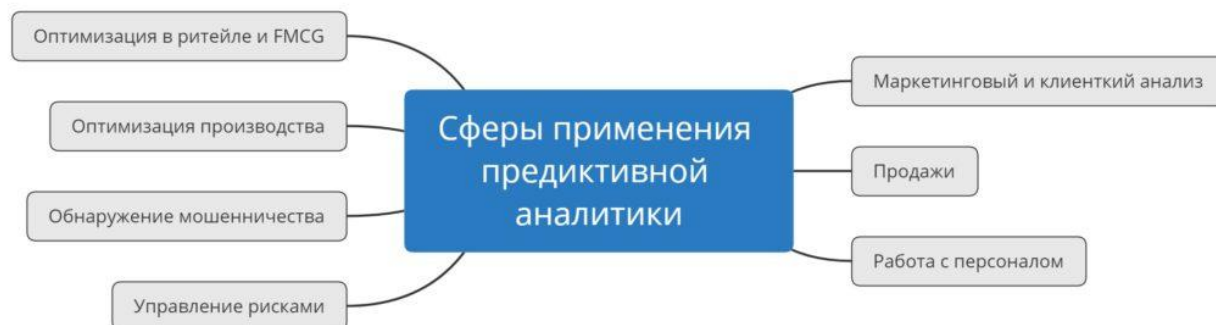 Оптимизация в ритейле и FMCG
Оптимизация производства
Обнаружение мошенничества
Управление рисками
Сферы применения
предиктивной
аналитики
Маркетинговый и клиенткий анализ
Продажи
Работа с персоналом